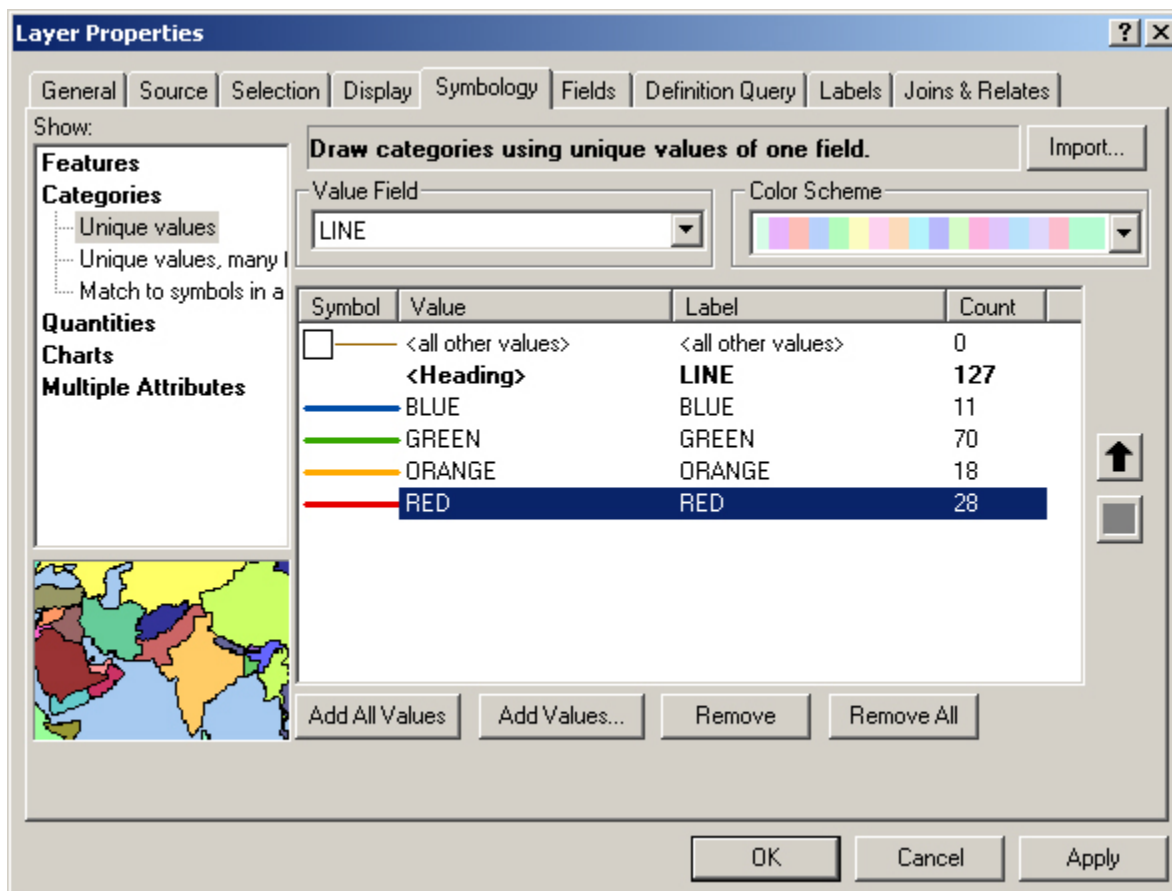 Layer Properties
General Source Selection Display Symbology Fields Definition Query Labels Joins & Relates
Show:
Features
Categories
Unique values
Unique values, many f
Match to symbols in a
Quantities
Charts
Multiple Attributes
Draw categories using unique values of one field.
Import...
Value Field
LINE
Color Scheme
Symbol Value Label Count
<all other values> <all other values> 0
<Heading> LINE 127
BLUE BLUE 11
GREEN GREEN 70
ORANGE ORANGE 18
RED RED 28
Add All Values Add Values... Remove Remove All
OK Cancel Apply